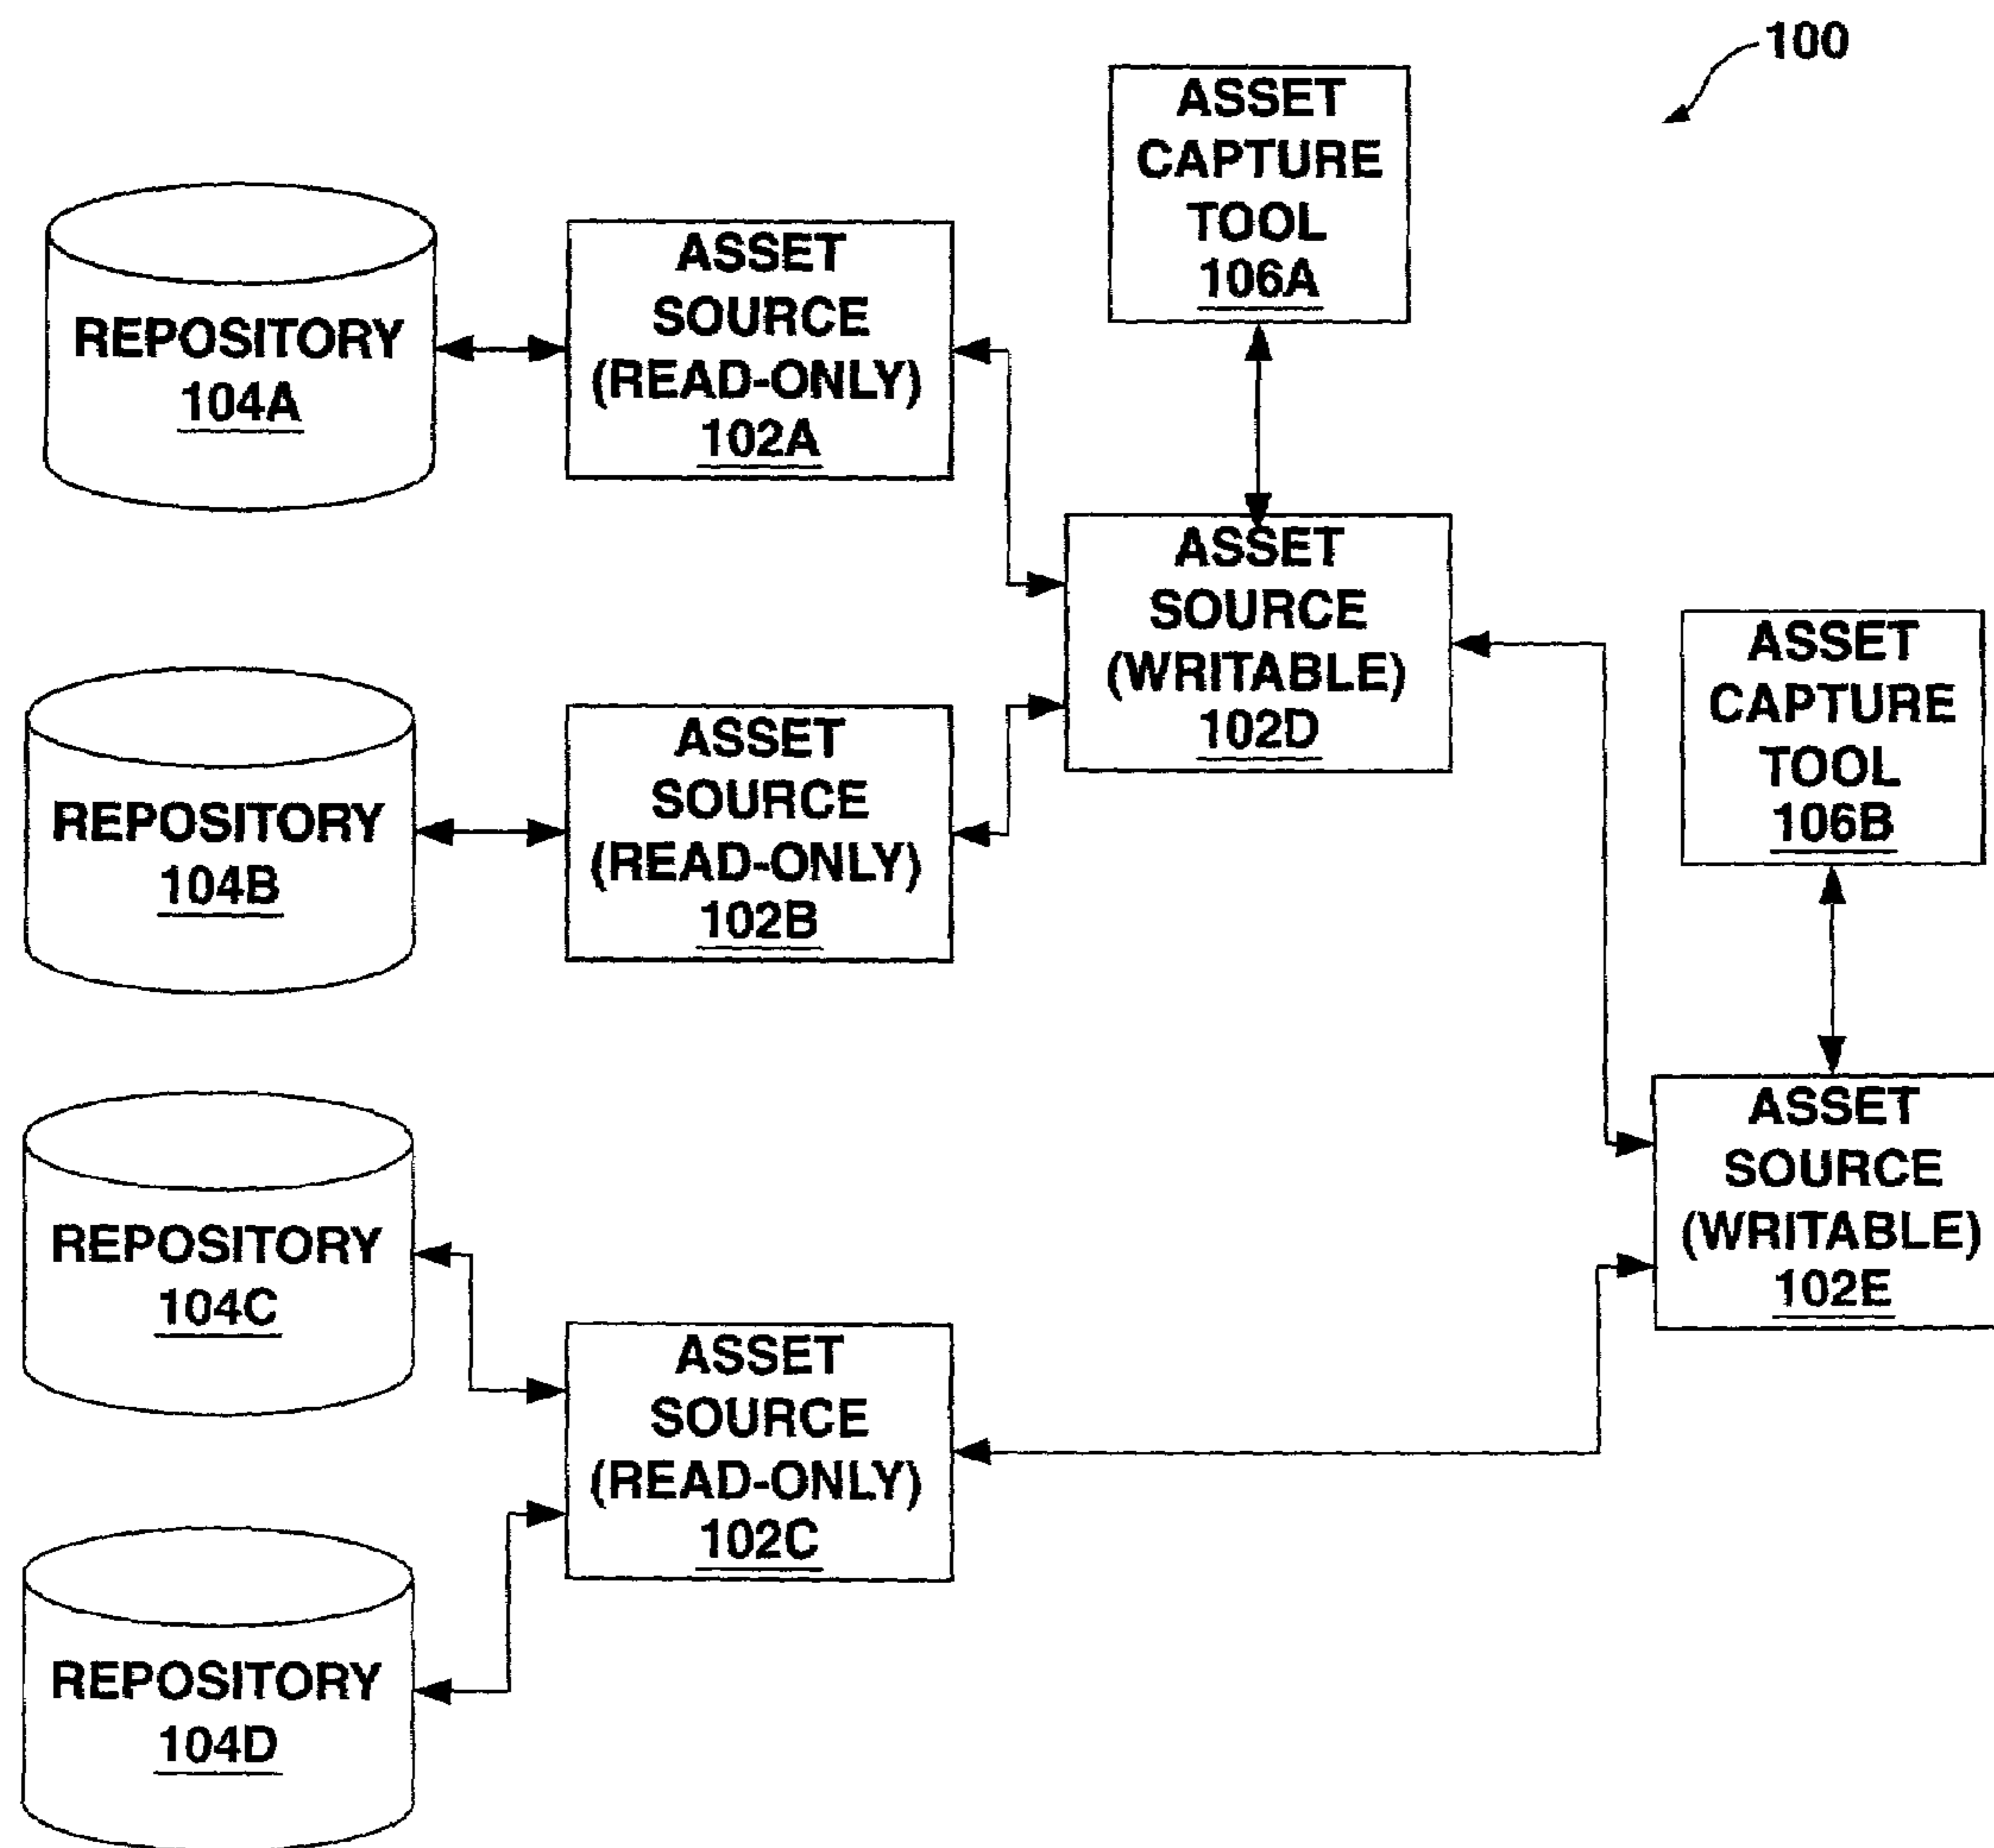 100
ASSET
CAPTURE
TOOL
106A
REPOSITORY
104A
ASSET
SOURCE
(READ-ONLY)
102A
ASSET
SOURCE
(WRITABLE)
102D
ASSET
CAPTURE
TOOL
106B
REPOSITORY
104B
ASSET
SOURCE
(READ-ONLY)
102B
ASSET
SOURCE
(WRITABLE)
102E
REPOSITORY
104C
ASSET
SOURCE
(READ-ONLY)
102C
REPOSITORY
104D